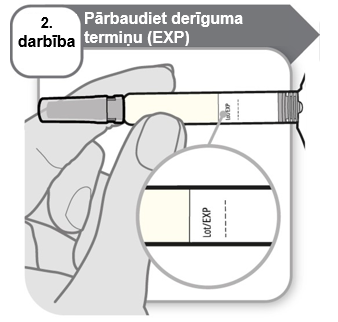 2.
darbība
Pārbaudiet derīguma
termiņu (EXP)
Lot/EXP
Lot/EXP